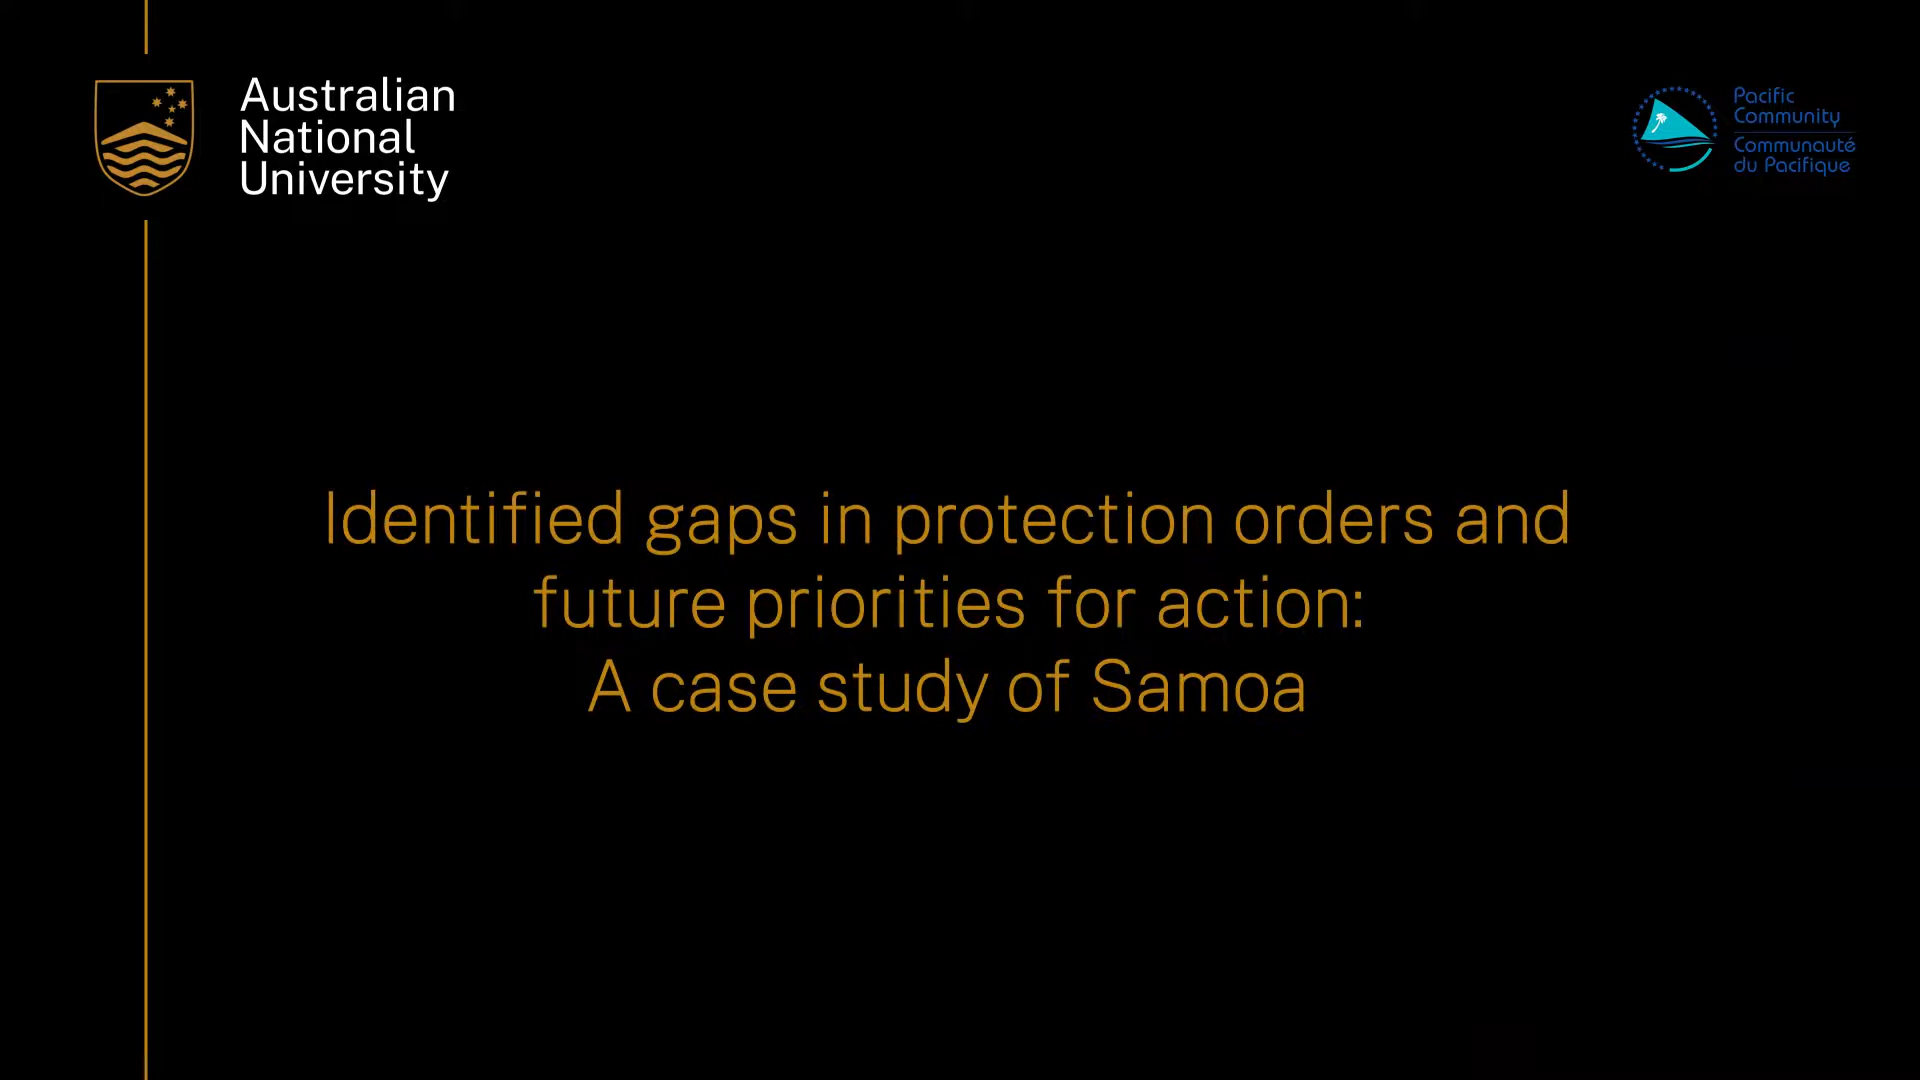 Australian
National
University
Pacific
Community
Communauté
du Pacifique
Identified gaps in protection orders and
future priorities for action:
A case study of Samoa